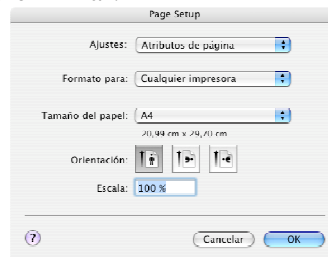 Page Setup
Ajustes: Atributos de página
Formato para: Cualquier impresora
Tamaño del papel: A4
20,99 cm x 29,70 cm
Orientación:
Escala: 100 %
? Cancelar OK